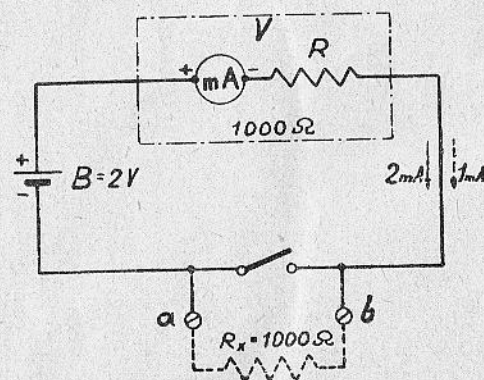 V
+ mA - R
1000 Ω
+
B = 2V
-
2mA 1mA
a b
Rx = 1000 Ω